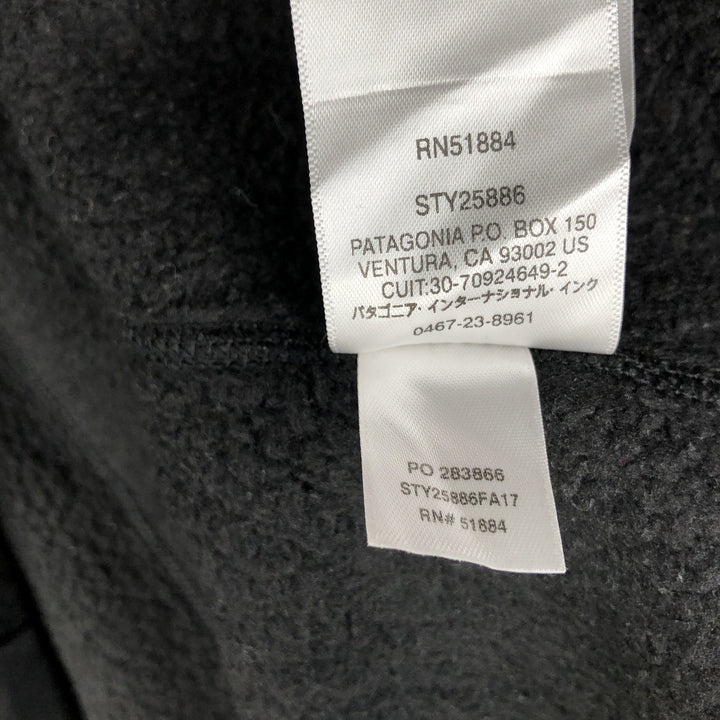 RN51884
STY25886
PATAGONIA P.O. BOX 150
VENTURA, CA 93002 US
CUIT:30-70924649-2
パタゴニア・インターナショナル・インク
0467-23-8961
PO 283866
STY25886FA17
RN# 51884